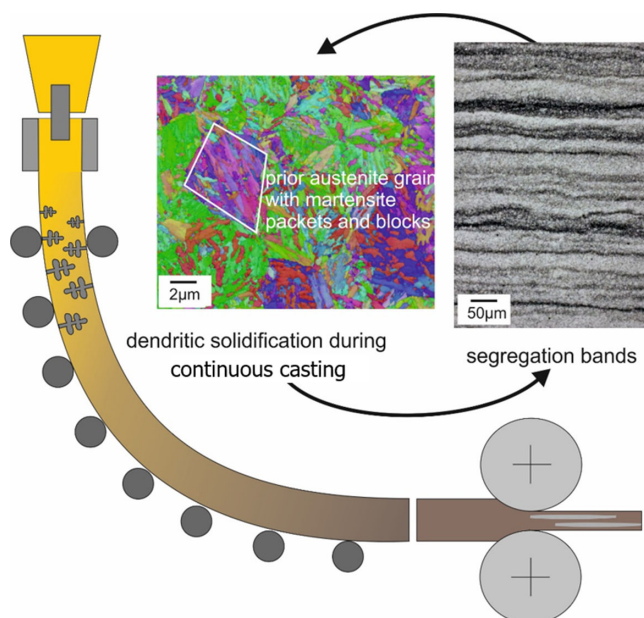 prior austenite grain
with martensite
packets and blocks
2µm
50µm
dendritic solidification during
continuous casting
segregation bands